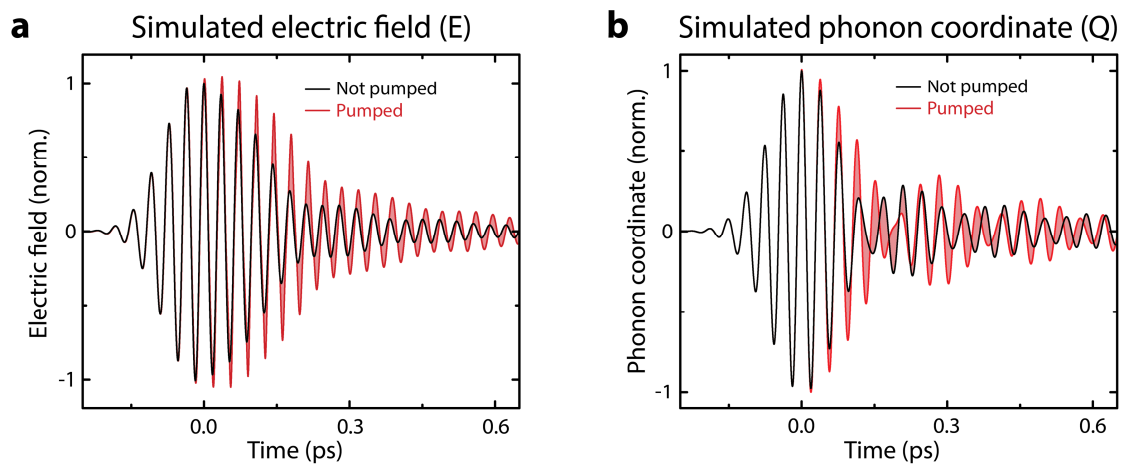 a
Simulated electric field (E)
Electric field (norm.)
1
0
-1
Not pumped
Pumped
0.0
0.3
0.6
Time (ps)
b
Simulated phonon coordinate (Q)
Phonon coordinate (norm.)
1
0
-1
Not pumped
Pumped
0.0
0.3
0.6
Time (ps)